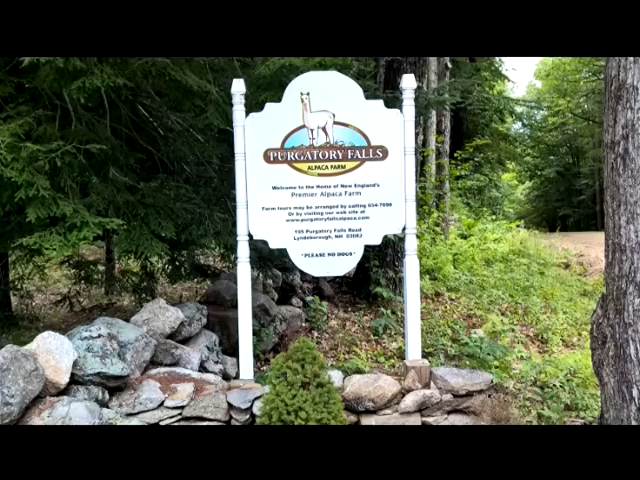 PURGATORY FALLS
ALPACA FARM
Welcome to the Home of New England's
Premier Alpaca Farm
Farm tours may be arranged by calling 654-7698
Or by visiting our web site at
www.purgatoryfallsalpaca.com
195 Purgatory Falls Road
Lyndeborough, NH 03082
"PLEASE NO DOGS"